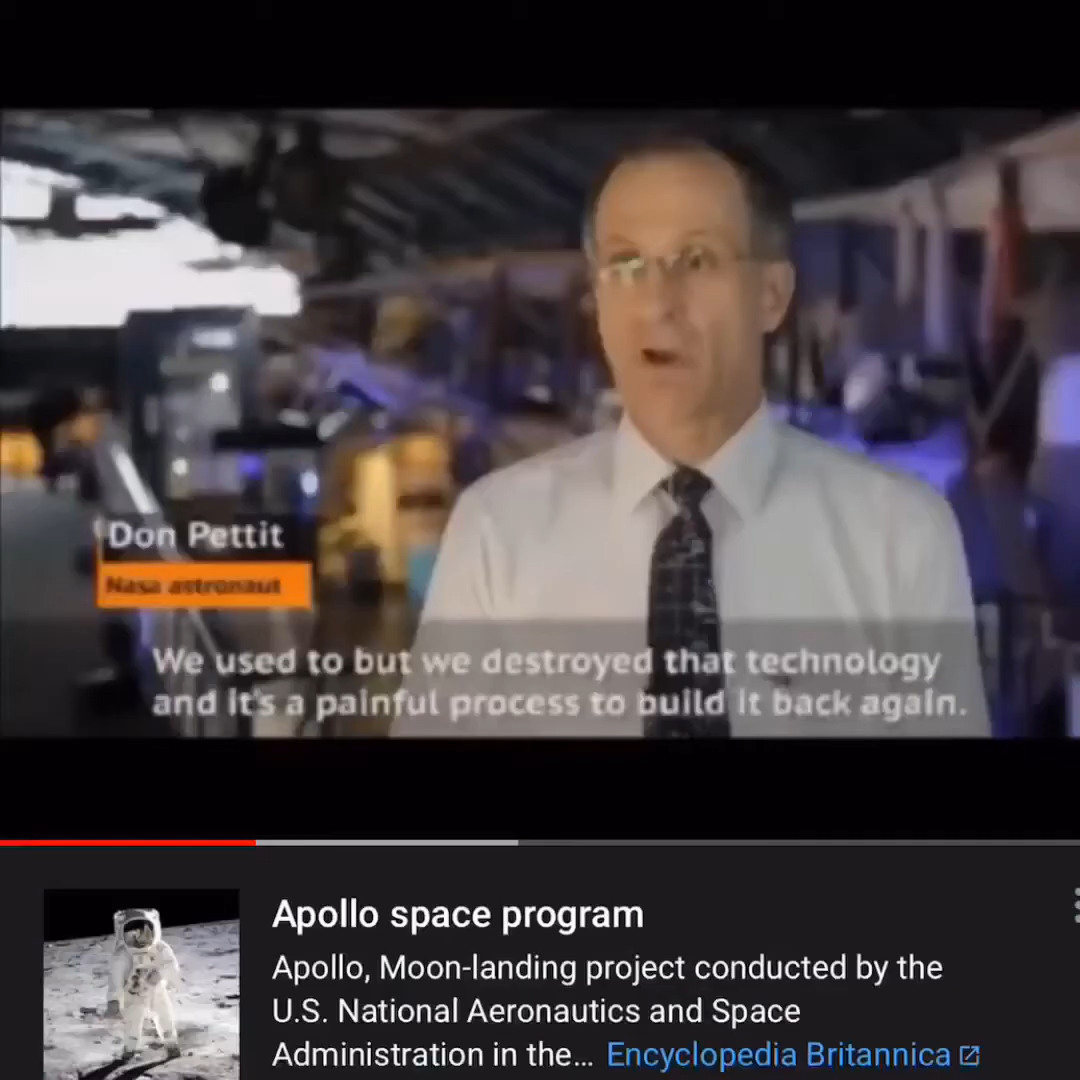 Don Pettit
Nasa astronaut
We used to but we destroyed that technology
and it's a painful process to build it back again.
Apollo space program
Apollo, Moon-landing project conducted by the
U.S. National Aeronautics and Space
Administration in the... Encyclopedia Britannica